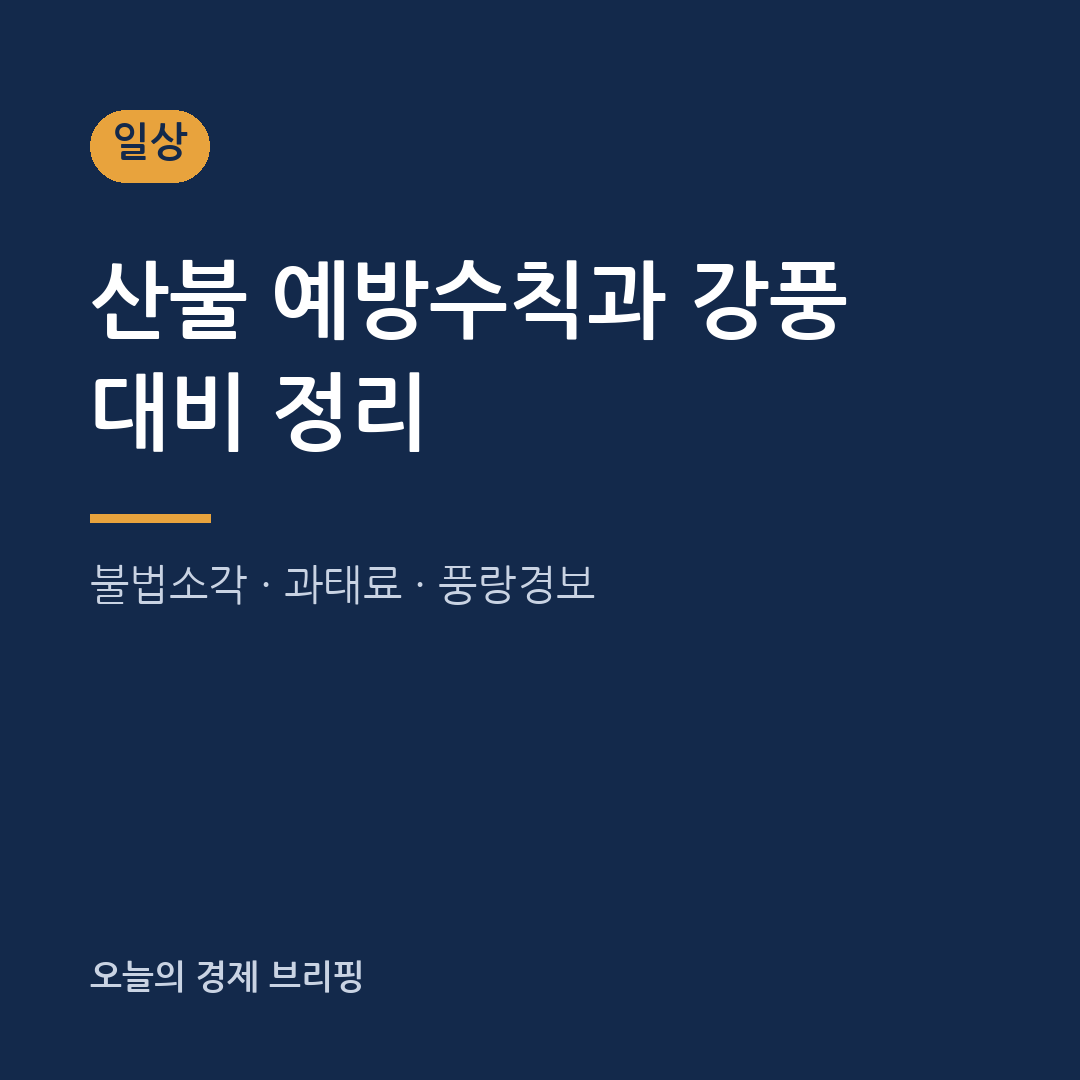 일상
산불 예방수칙과 강풍
대비 정리
불법소각 · 과태료 · 풍랑경보
오늘의 경제 브리핑